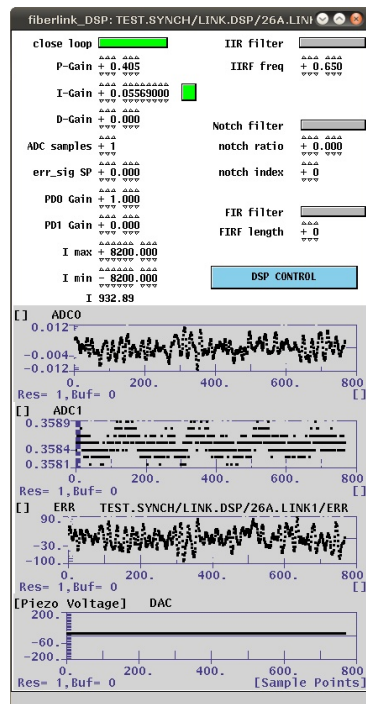 fiberlink_DSP: TEST.SYNCH/LINK.DSP/26A.LIN
close loop IIR filter
P-Gain + 0.405 IIRF freq + 0.650
I-Gain + 0.05569000
D-Gain + 0.000 Notch filter
ADC samples + 1 notch ratio + 0.000
err_sig SP + 0.000 notch index + 0
PD0 Gain + 1.000
PD1 Gain + 0.000 FIR filter
FIRF length + 0
I max + 8200.000
I min - 8200.000 DSP CONTROL
I 932.89
[] ADC0
0.012
-0.004
-0.012
0. 200. 400. 600. 800
Res= 1,Buf= 0 []
[] ADC1
0.3589
0.3584
0.3581
0. 200. 400. 600. 800
Res= 1,Buf= 0 []
[] ERR TEST.SYNCH/LINK.DSP/26A.LINK1/ERR
90.
-30.
-100.
0. 200. 400. 600. 800
Res= 1,Buf= 0 []
[Piezo Voltage] DAC
200.
-60.
-200.
0. 200. 400. 600. 800
Res= 1,Buf= 0 [Sample Points]